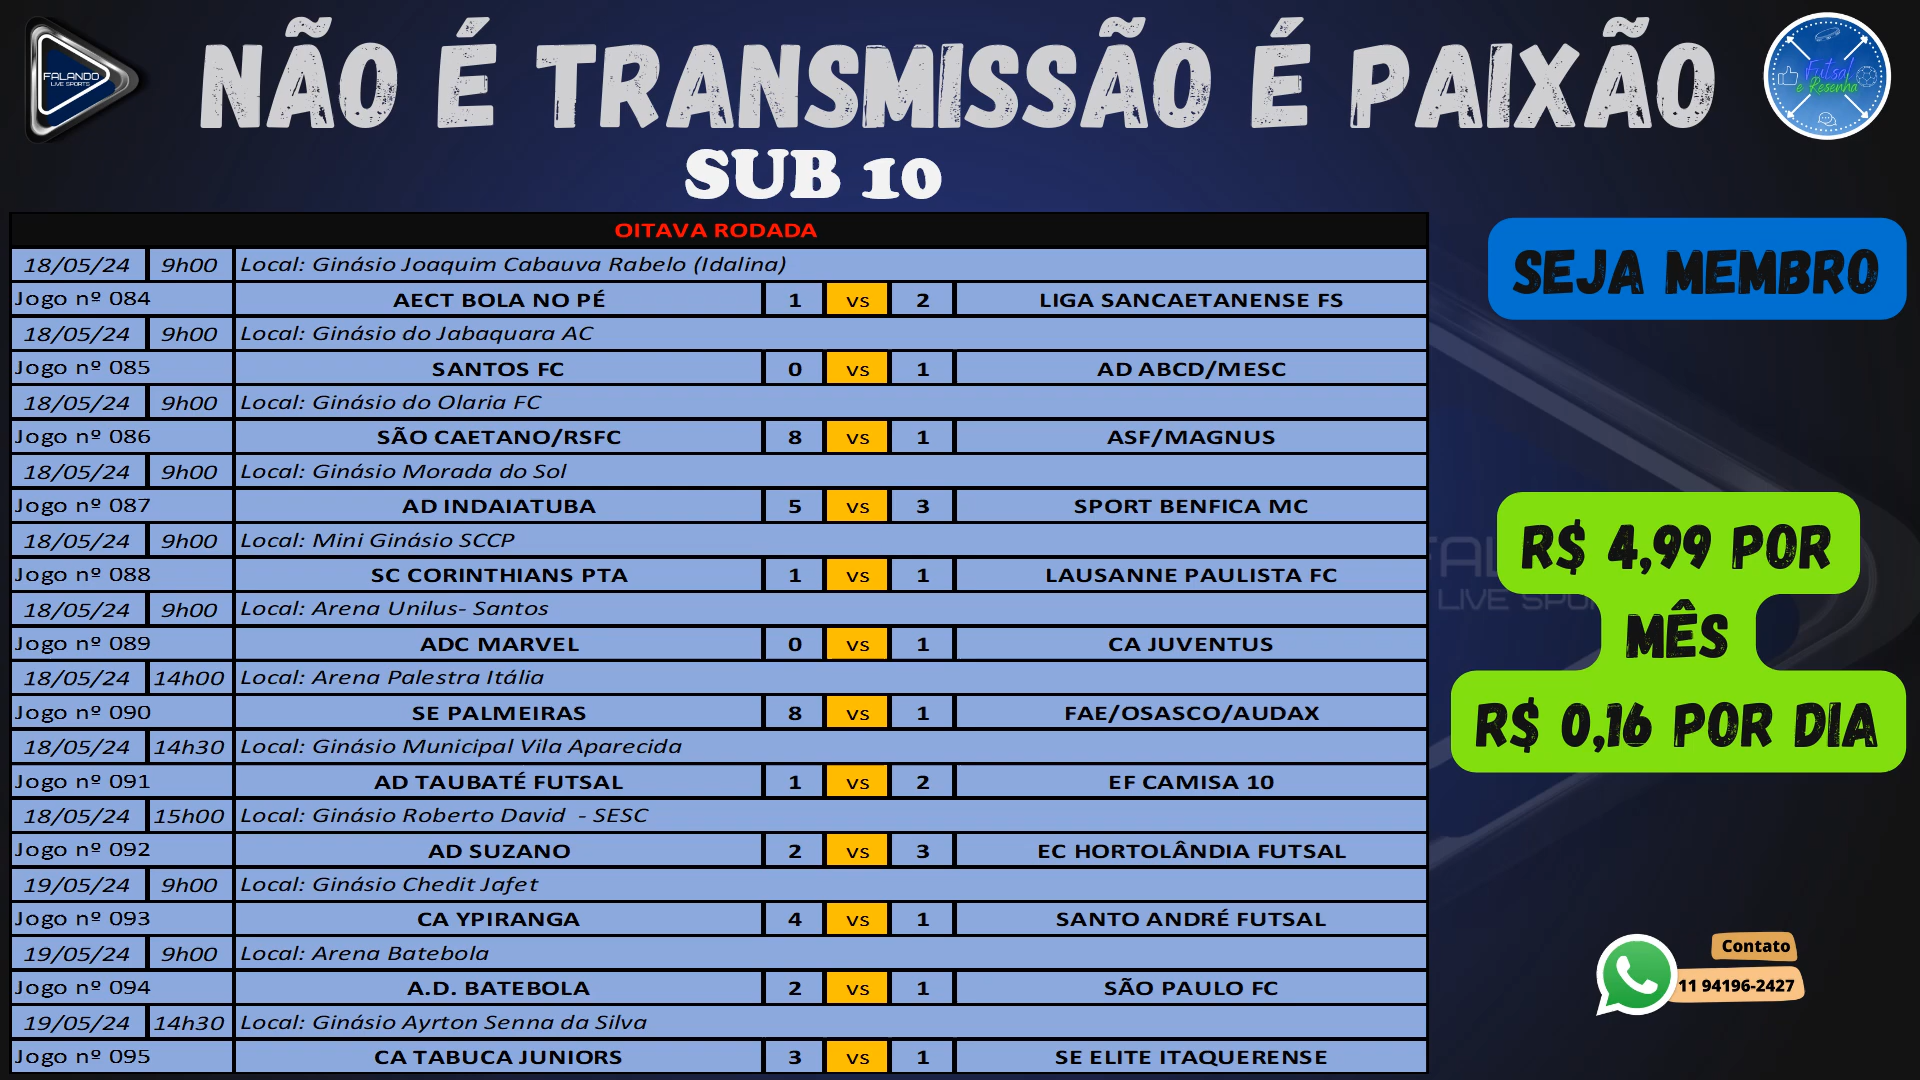 FALANDO
LIVE SPORTS
NÃO É TRANSMISSÃO É PAIXÃO
Futsal
e Resenha
SUB 10
OITAVA RODADA
18/05/24 9h00 Local: Ginásio Joaquim Cabauva Rabelo (Idalina)
Jogo nº 084 AECT BOLA NO PÉ 1 vs 2 LIGA SANCAETANENSE FS
18/05/24 9h00 Local: Ginásio do Jabaquara AC
Jogo nº 085 SANTOS FC 0 vs 1 AD ABCD/MESC
18/05/24 9h00 Local: Ginásio do Olaria FC
Jogo nº 086 SÃO CAETANO/RSFC 8 vs 1 ASF/MAGNUS
18/05/24 9h00 Local: Ginásio Morada do Sol
Jogo nº 087 AD INDAIATUBA 5 vs 3 SPORT BENFICA MC
18/05/24 9h00 Local: Mini Ginásio SCCP
Jogo nº 088 SC CORINTHIANS PTA 1 vs 1 LAUSANNE PAULISTA FC
18/05/24 9h00 Local: Arena Unilus- Santos
Jogo nº 089 ADC MARVEL 0 vs 1 CA JUVENTUS
18/05/24 14h00 Local: Arena Palestra Itália
Jogo nº 090 SE PALMEIRAS 8 vs 1 FAE/OSASCO/AUDAX
18/05/24 14h30 Local: Ginásio Municipal Vila Aparecida
Jogo nº 091 AD TAUBATÉ FUTSAL 1 vs 2 EF CAMISA 10
18/05/24 15h00 Local: Ginásio Roberto David - SESC
Jogo nº 092 AD SUZANO 2 vs 3 EC HORTOLÂNDIA FUTSAL
19/05/24 9h00 Local: Ginásio Chedit Jafet
Jogo nº 093 CA YPIRANGA 4 vs 1 SANTO ANDRÉ FUTSAL
19/05/24 9h00 Local: Arena Batebola
Jogo nº 094 A.D. BATEBOLA 2 vs 1 SÃO PAULO FC
19/05/24 14h30 Local: Ginásio Ayrton Senna da Silva
Jogo nº 095 CA TABUCA JUNIORS 3 vs 1 SE ELITE ITAQUERENSE
SEJA MEMBRO
R$ 4,99 POR
MÊS
R$ 0,16 POR DIA
FAL
LIVE SPO
Contato
11 94196-2427